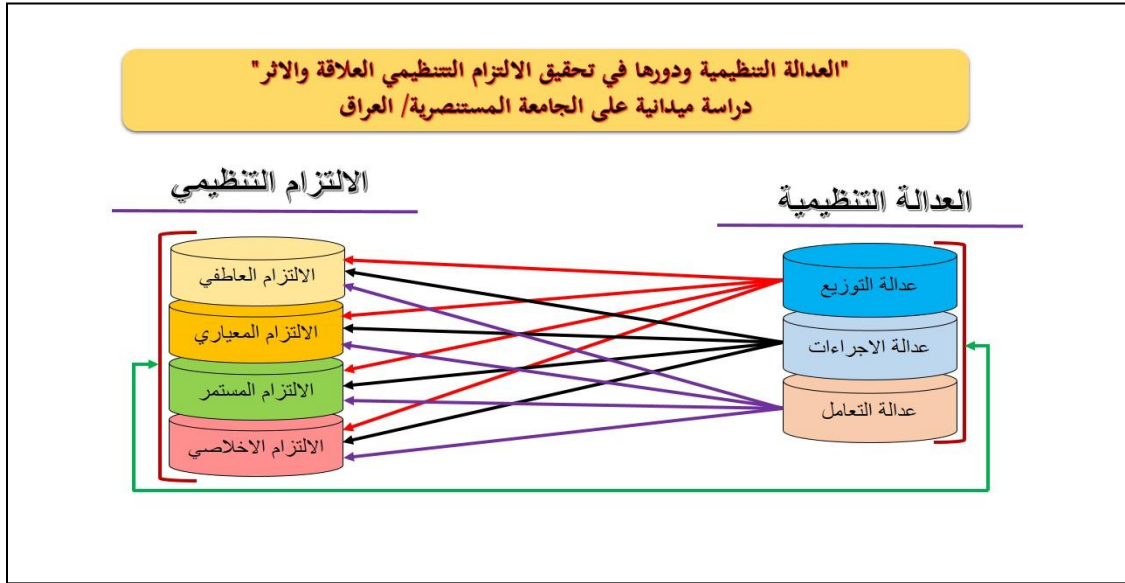 "العدالة التنظيمية ودورها في تحقيق الالتزام التتنظيمي العلاقة والاثر"
دراسة ميدانية على الجامعة المستنصرية/ العراق
العدالة التنظيمية
عدالة التوزيع
عدالة الاجراءات
عدالة التعامل
الالتزام التنظيمي
الالتزام العاطفي
الالتزام المعياري
الالتزام المستمر
الالتزام الاخلاصي